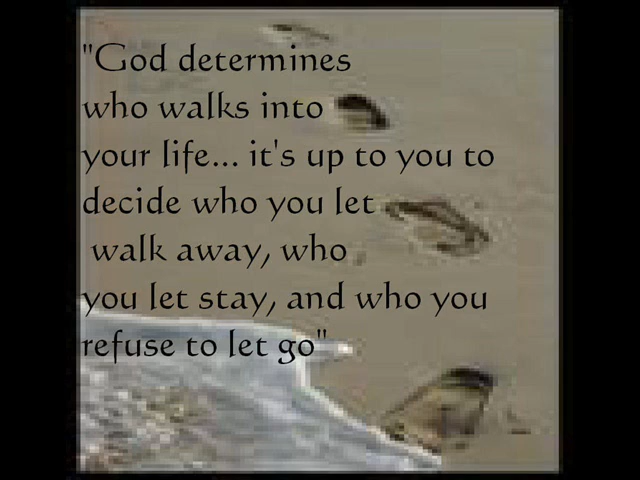 "God determines
who walks into
your life... it's up to you to
decide who you let
walk away, who
you let stay, and who you
refuse to let go"